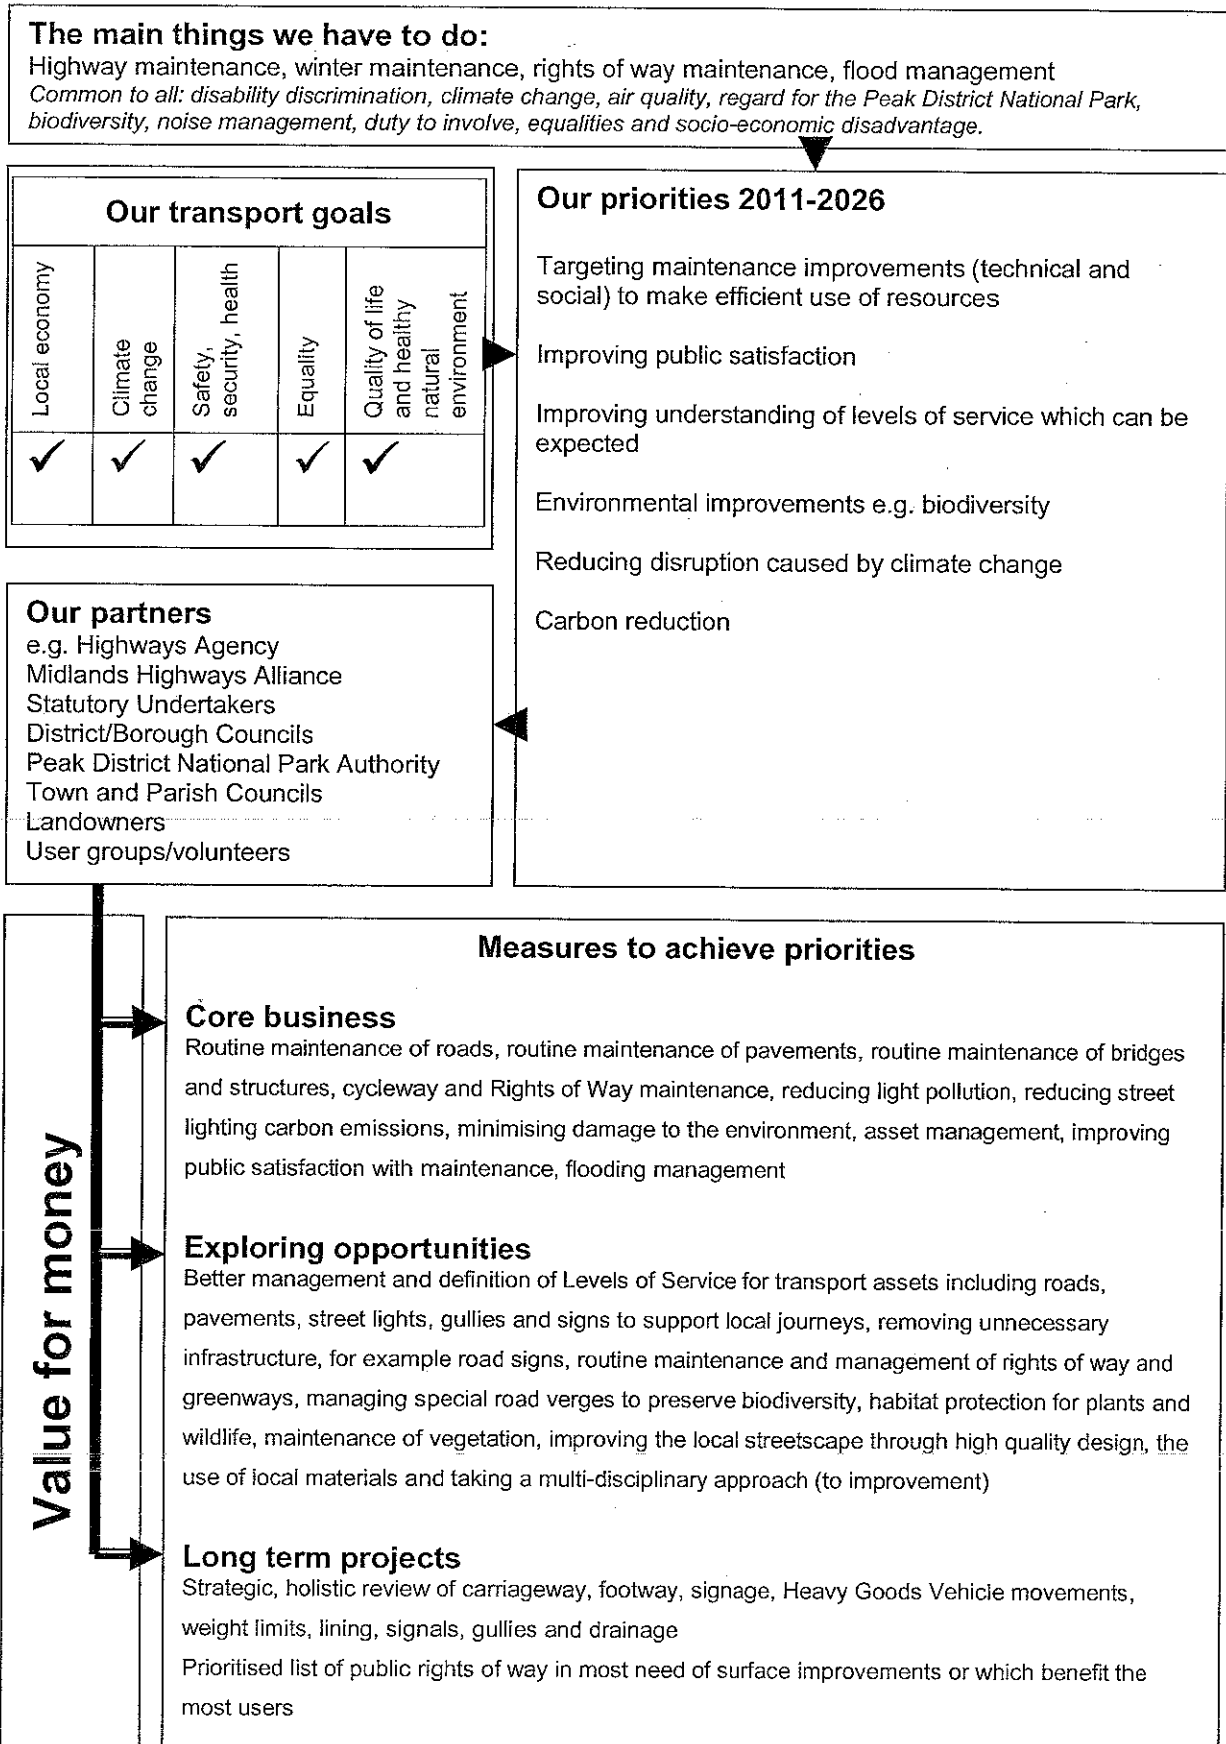 The main things we have to do:
Highway maintenance, winter maintenance, rights of way maintenance, flood management
Common to all: disability discrimination, climate change, air quality, regard for the Peak District National Park,
biodiversity, noise management, duty to involve, equalities and socio-economic disadvantage.
Our transport goals
Local economy
Climate
change
Safety,
security, health
Equality
Quality of life
and healthy
natural
environment
✓ ✓ ✓ ✓ ✓
Our priorities 2011-2026
Targeting maintenance improvements (technical and
social) to make efficient use of resources
Improving public satisfaction
Improving understanding of levels of service which can be
expected
Environmental improvements e.g. biodiversity
Reducing disruption caused by climate change
Carbon reduction
Our partners
e.g. Highways Agency
Midlands Highways Alliance
Statutory Undertakers
District/Borough Councils
Peak District National Park Authority
Town and Parish Councils
Landowners
User groups/volunteers
Value for money
Measures to achieve priorities
Core business
Routine maintenance of roads, routine maintenance of pavements, routine maintenance of bridges
and structures, cycleway and Rights of Way maintenance, reducing light pollution, reducing street
lighting carbon emissions, minimising damage to the environment, asset management, improving
public satisfaction with maintenance, flooding management
Exploring opportunities
Better management and definition of Levels of Service for transport assets including roads,
pavements, street lights, gullies and signs to support local journeys, removing unnecessary
infrastructure, for example road signs, routine maintenance and management of rights of way and
greenways, managing special road verges to preserve biodiversity, habitat protection for plants and
wildlife, maintenance of vegetation, improving the local streetscape through high quality design, the
use of local materials and taking a multi-disciplinary approach (to improvement)
Long term projects
Strategic, holistic review of carriageway, footway, signage, Heavy Goods Vehicle movements,
weight limits, lining, signals, gullies and drainage
Prioritised list of public rights of way in most need of surface improvements or which benefit the
most users